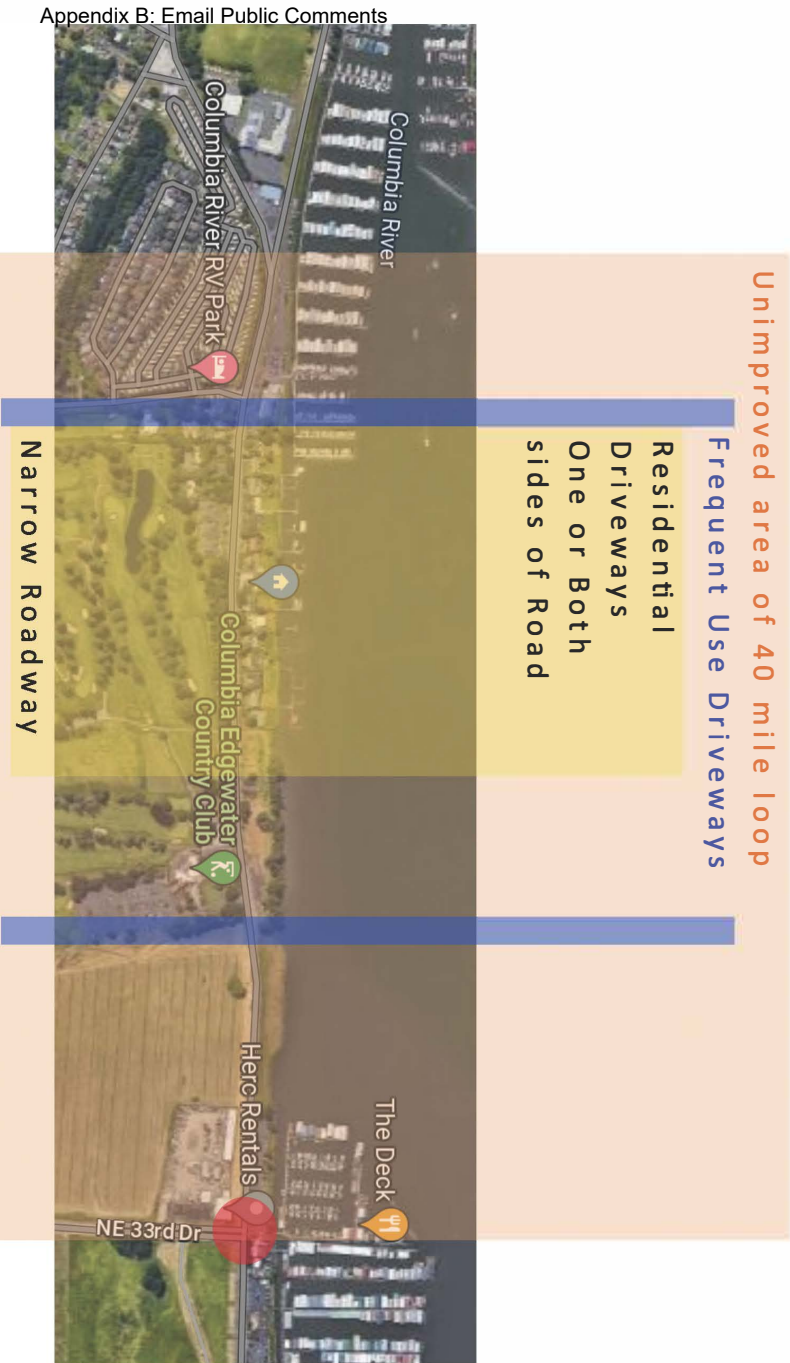 Appendix B: Email Public Comments
Unimproved area of 40 mile loop
Frequent Use Driveways
Residential
Driveways
One or Both
sides of Road
Columbia River
Columbia River RV Park
Columbia Edgewater
Country Club
Herc Rentals
The Deck
NE 33rd Dr
Narrow Roadway